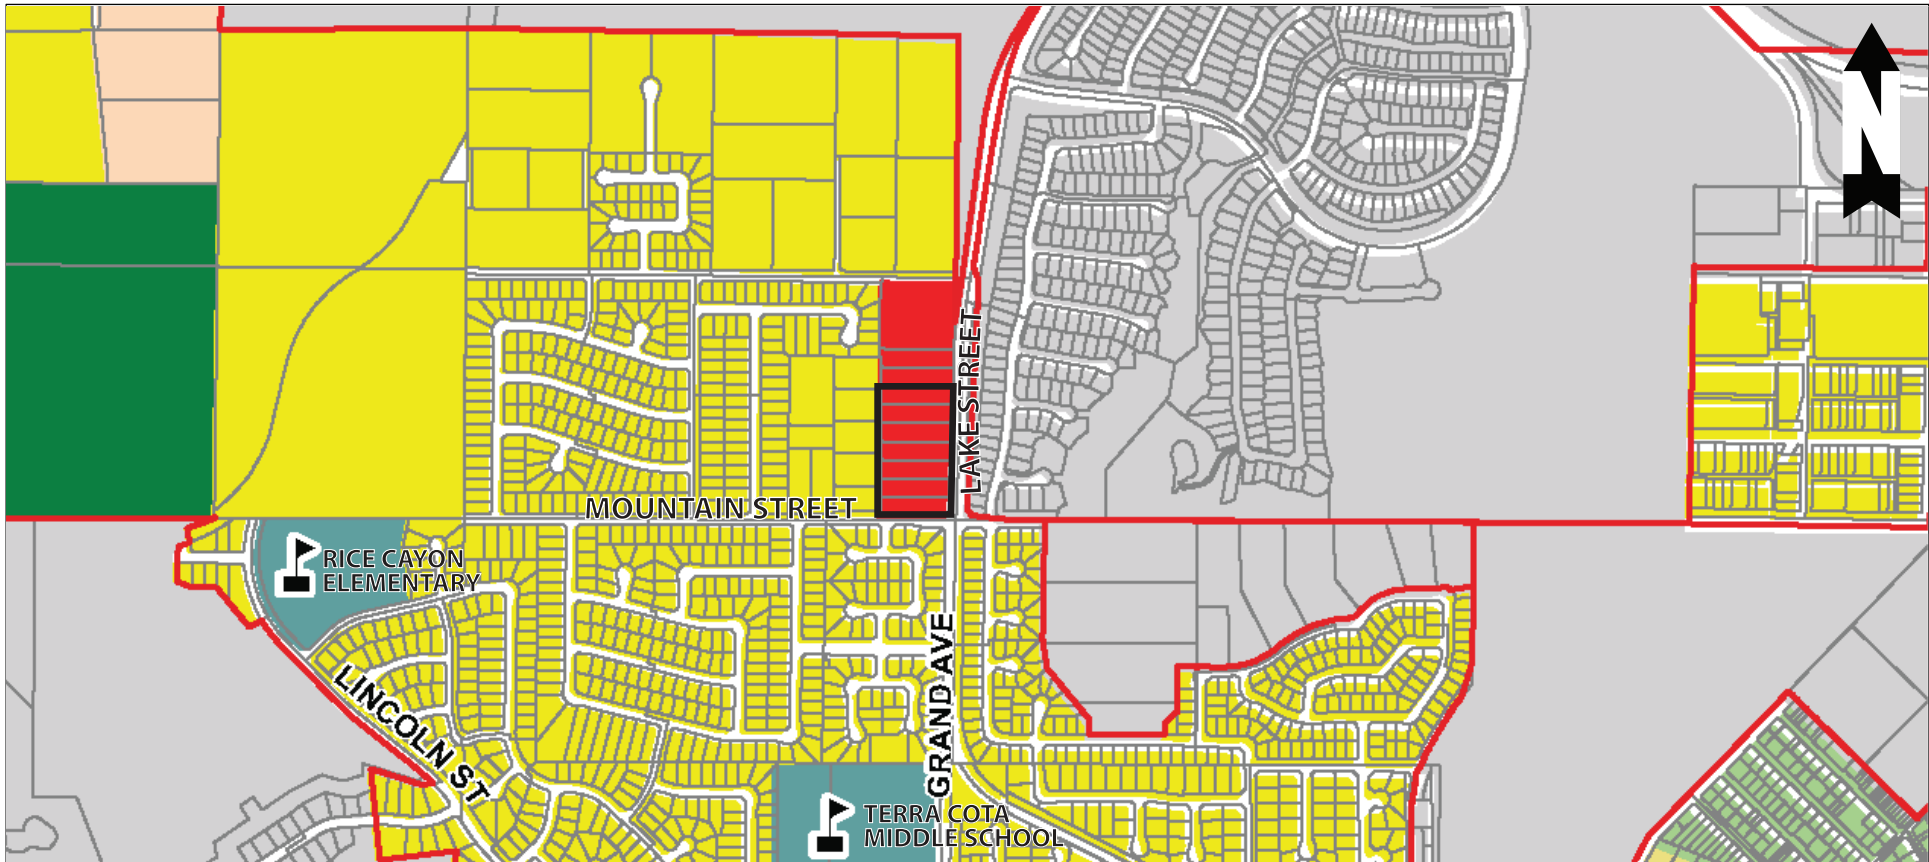 N
LAKE STREET
MOUNTAIN STREET
RICE CAYON
ELEMENTARY
GRAND AVE
LINCOLN ST
TERRA COTA
MIDDLE SCHOOL